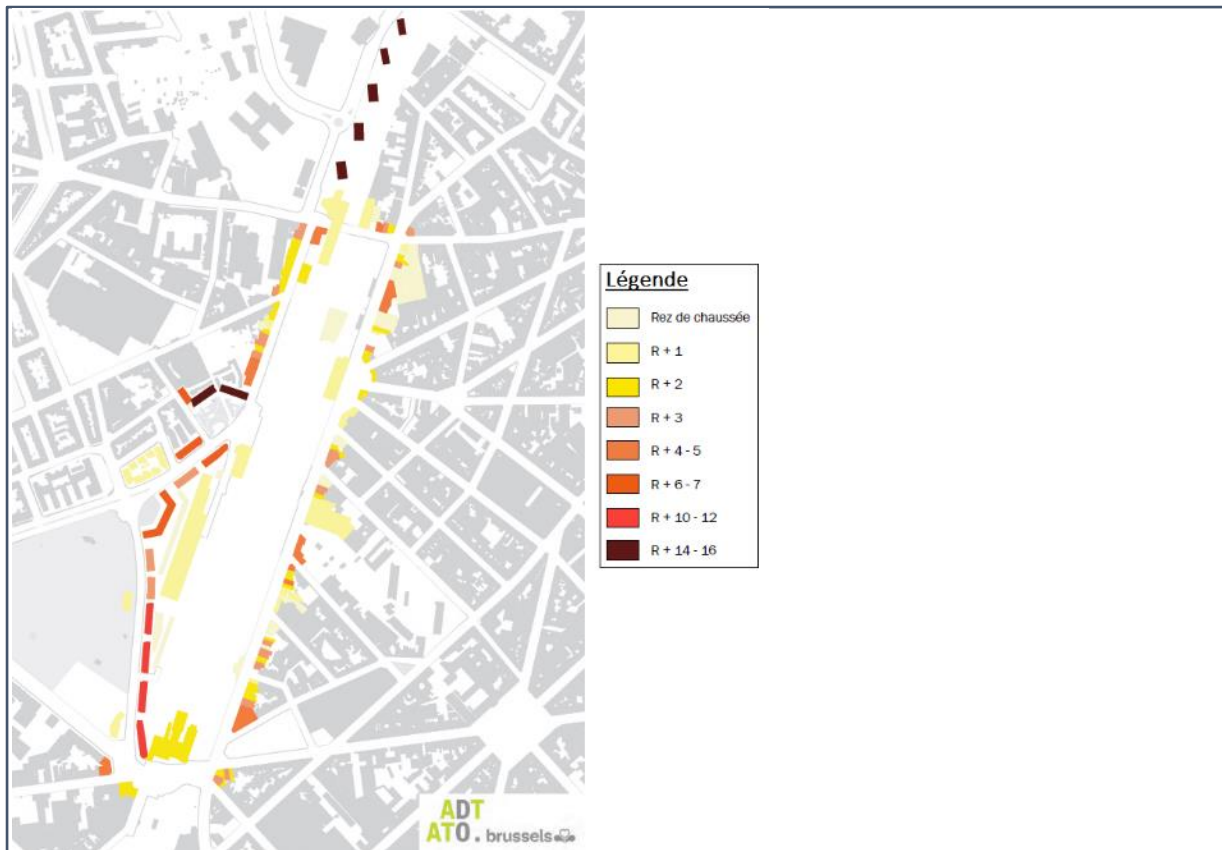 Légende
Rez de chaussée
R + 1
R + 2
R + 3
R + 4 - 5
R + 6 - 7
R + 10 - 12
R + 14 - 16
ADT
ATO. brussels